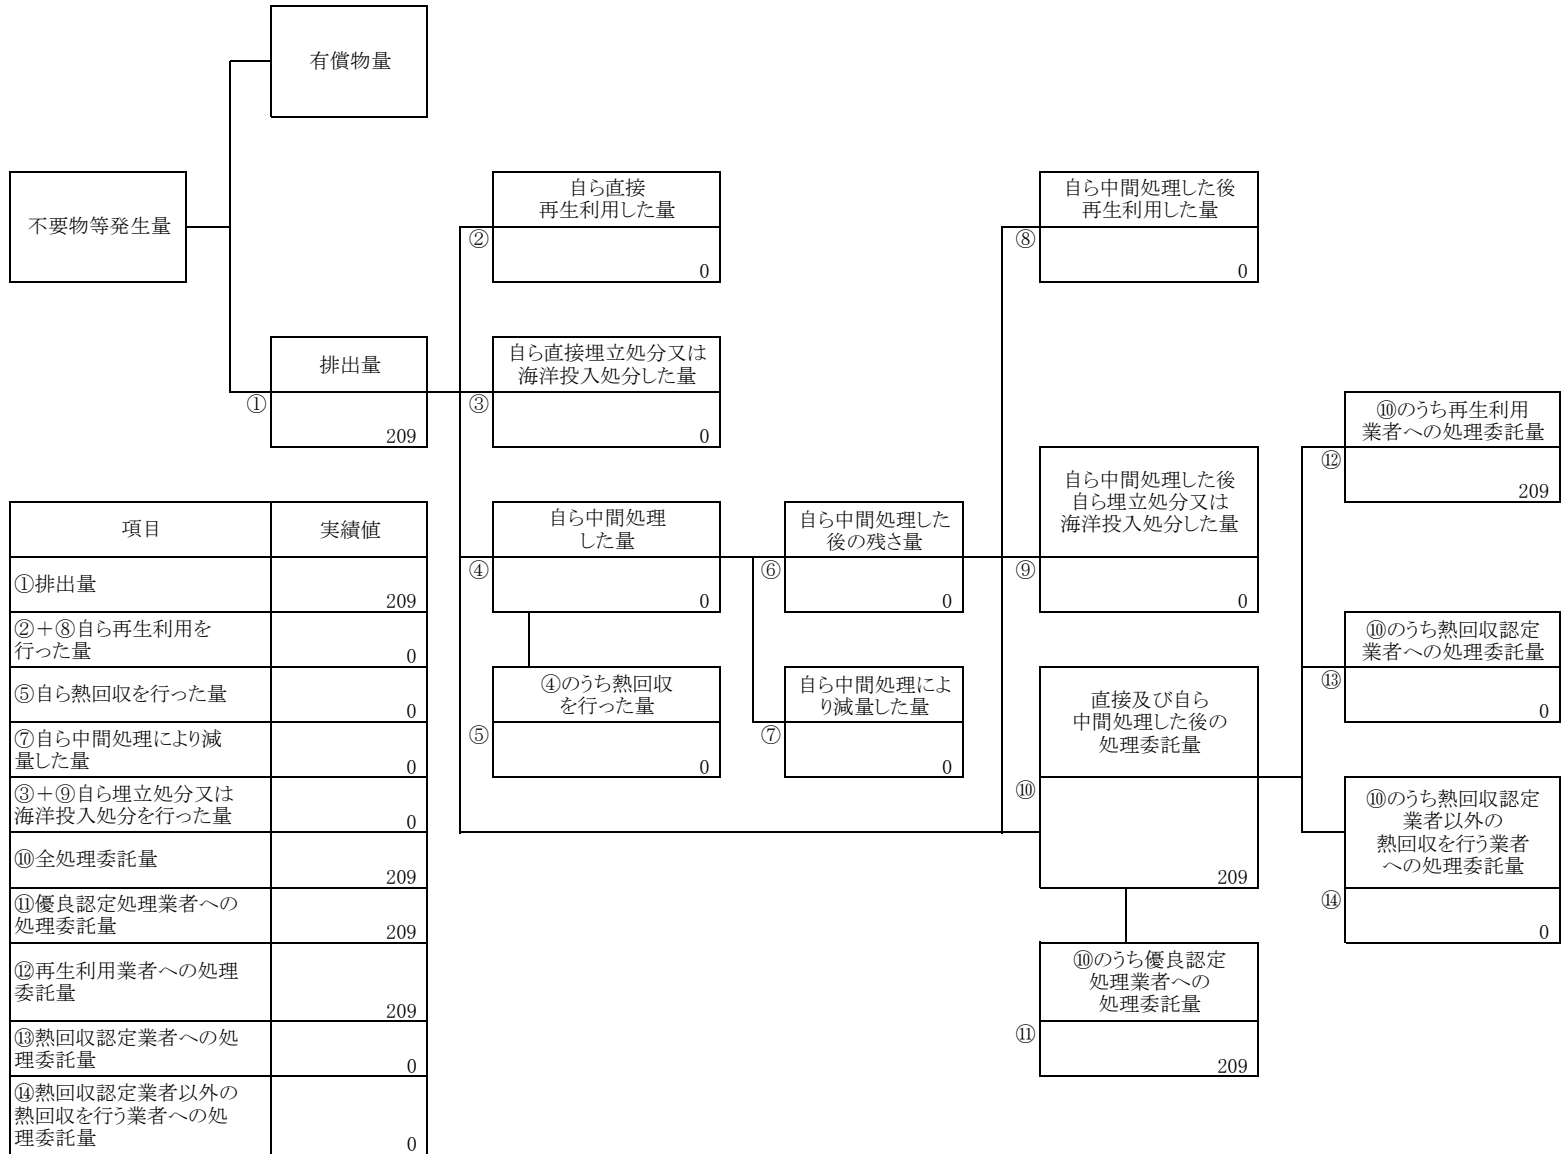 有償物量
不要物等発生量
自ら直接
再生利用した量
②
0
自ら中間処理した後
再生利用した量
⑧
0
排出量
①
209
自ら直接埋立処分又は
海洋投入処分した量
③
0
⑩のうち再生利用
業者への処理委託量
⑫
209
自ら中間処理した後
自ら埋立処分又は
海洋投入処分した量
⑨
0
自ら中間処理
した量
④
0
自ら中間処理した
後の残さ量
⑥
0
⑩のうち熱回収認定
業者への処理委託量
⑬
0
④のうち熱回収
を行った量
⑤
0
自ら中間処理によ
り減量した量
⑦
0
直接及び自ら
中間処理した後の
処理委託量
⑩
209
⑩のうち熱回収認定
業者以外の
熱回収を行う業者
への処理委託量
⑭
0
⑩のうち優良認定
処理業者への
処理委託量
⑪
209
項目 実績値
①排出量
209
②＋⑧自ら再生利用を
行った量
0
⑤自ら熱回収を行った量
0
⑦自ら中間処理により減
量した量
0
③＋⑨自ら埋立処分又は
海洋投入処分を行った量
0
⑩全処理委託量
209
⑪優良認定処理業者への
処理委託量
209
⑫再生利用業者への処理
委託量
209
⑬熱回収認定業者への処
理委託量
0
⑭熱回収認定業者以外の
熱回収を行う業者への処
理委託量
0